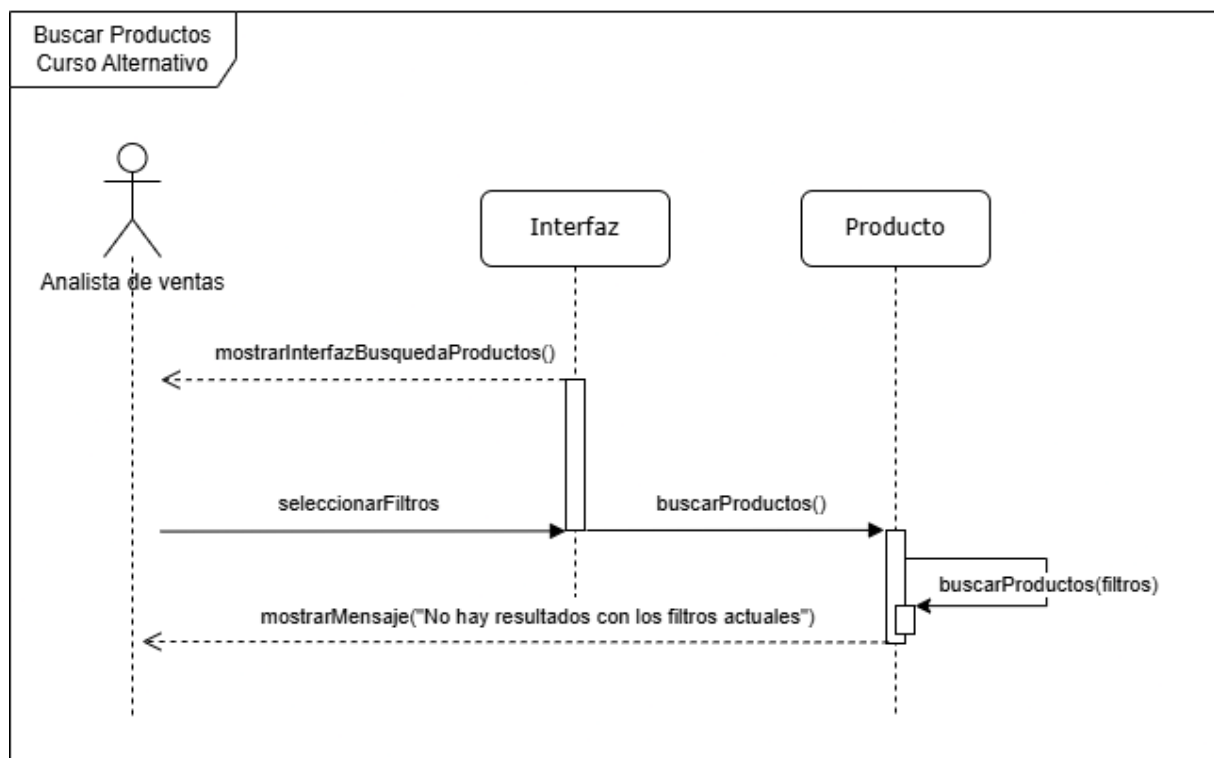 Buscar Productos
Curso Alternativo
Interfaz
Producto
Analista de ventas
mostrarInterfazBusquedaProductos()
seleccionarFiltros
buscarProductos()
buscarProductos(filtros)
mostrarMensaje("No hay resultados con los filtros actuales")